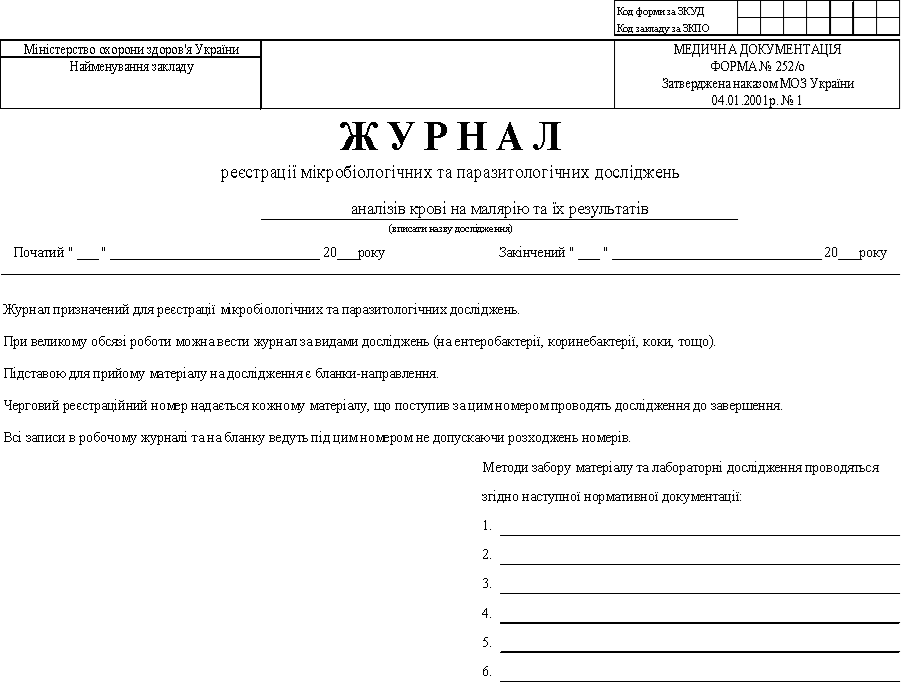 Код форми за ЗКУД
Код закладу за ЗКПО
Міністерство охорони здоров'я України
Найменування закладу
МЕДИЧНА ДОКУМЕНТАЦІЯ
ФОРМА № 252/о
Затверджена наказом МОЗ України
04.01.2001р. № 1
ЖУРНАЛ
реєстрації мікробіологічних та паразитологічних досліджень
аналізів крові на малярію та їх результатів
(вписати назву дослідження)
Початий " ___ " ______________________________ 20___року
Закінчений " ___ " ______________________________ 20___року
Журнал призначений для реєстрації мікробіологічних та паразитологічних досліджень.
При великому обсязі роботи можна вести журнал за видами досліджень (на ентеробактерії, коринебактерії, коки, тощо).
Підставою для прийому матеріалу на дослідження є бланки-направлення.
Черговий реєстраційний номер надається кожному матеріалу, що поступив за цим номером проводять дослідження до завершення.
Всі записи в робочому журналі та на бланку ведуть під цим номером не допускаючи розходжень номерів.
Методи забору матеріалу та лабораторні дослідження проводяться
згідно наступної нормативної документації:
1.
2.
3.
4.
5.
6.